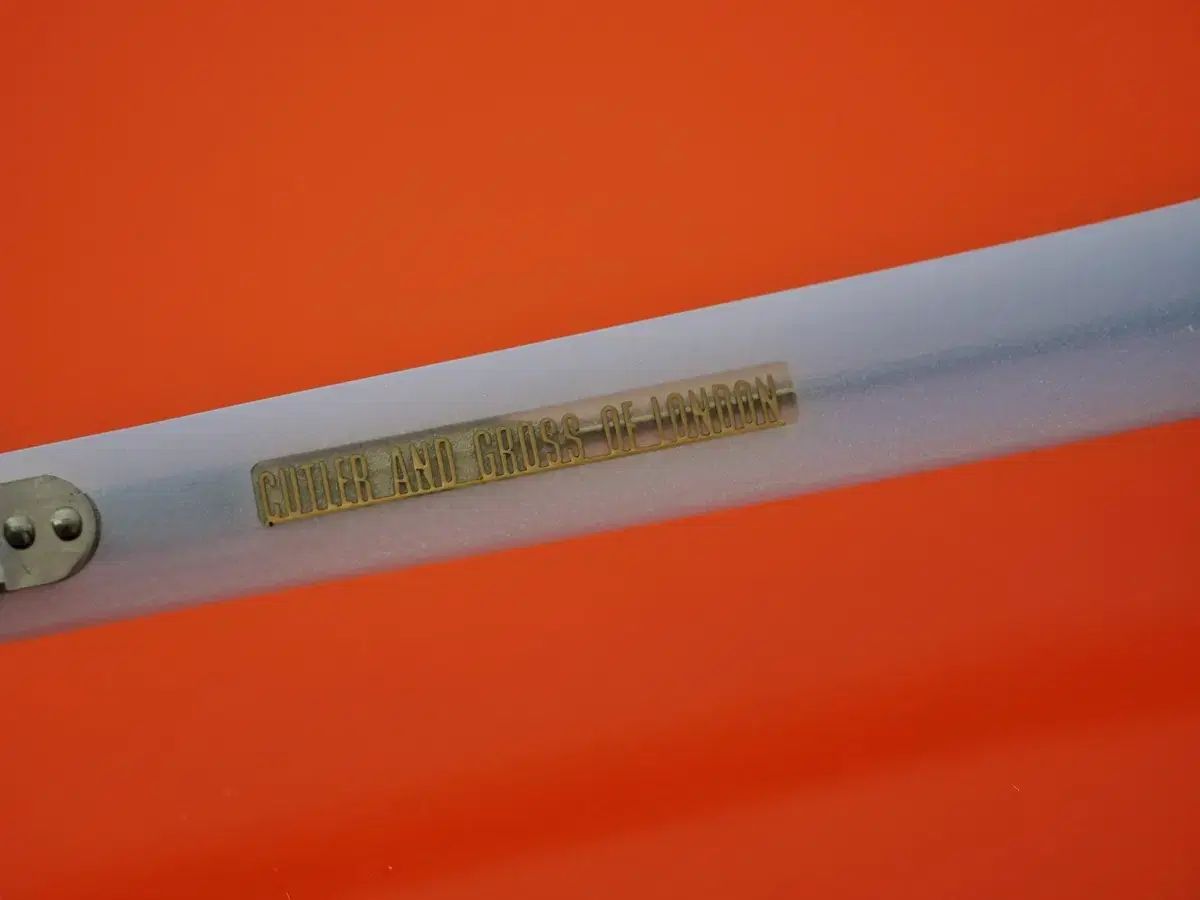 CUTLER AND GROSS OF LONDON